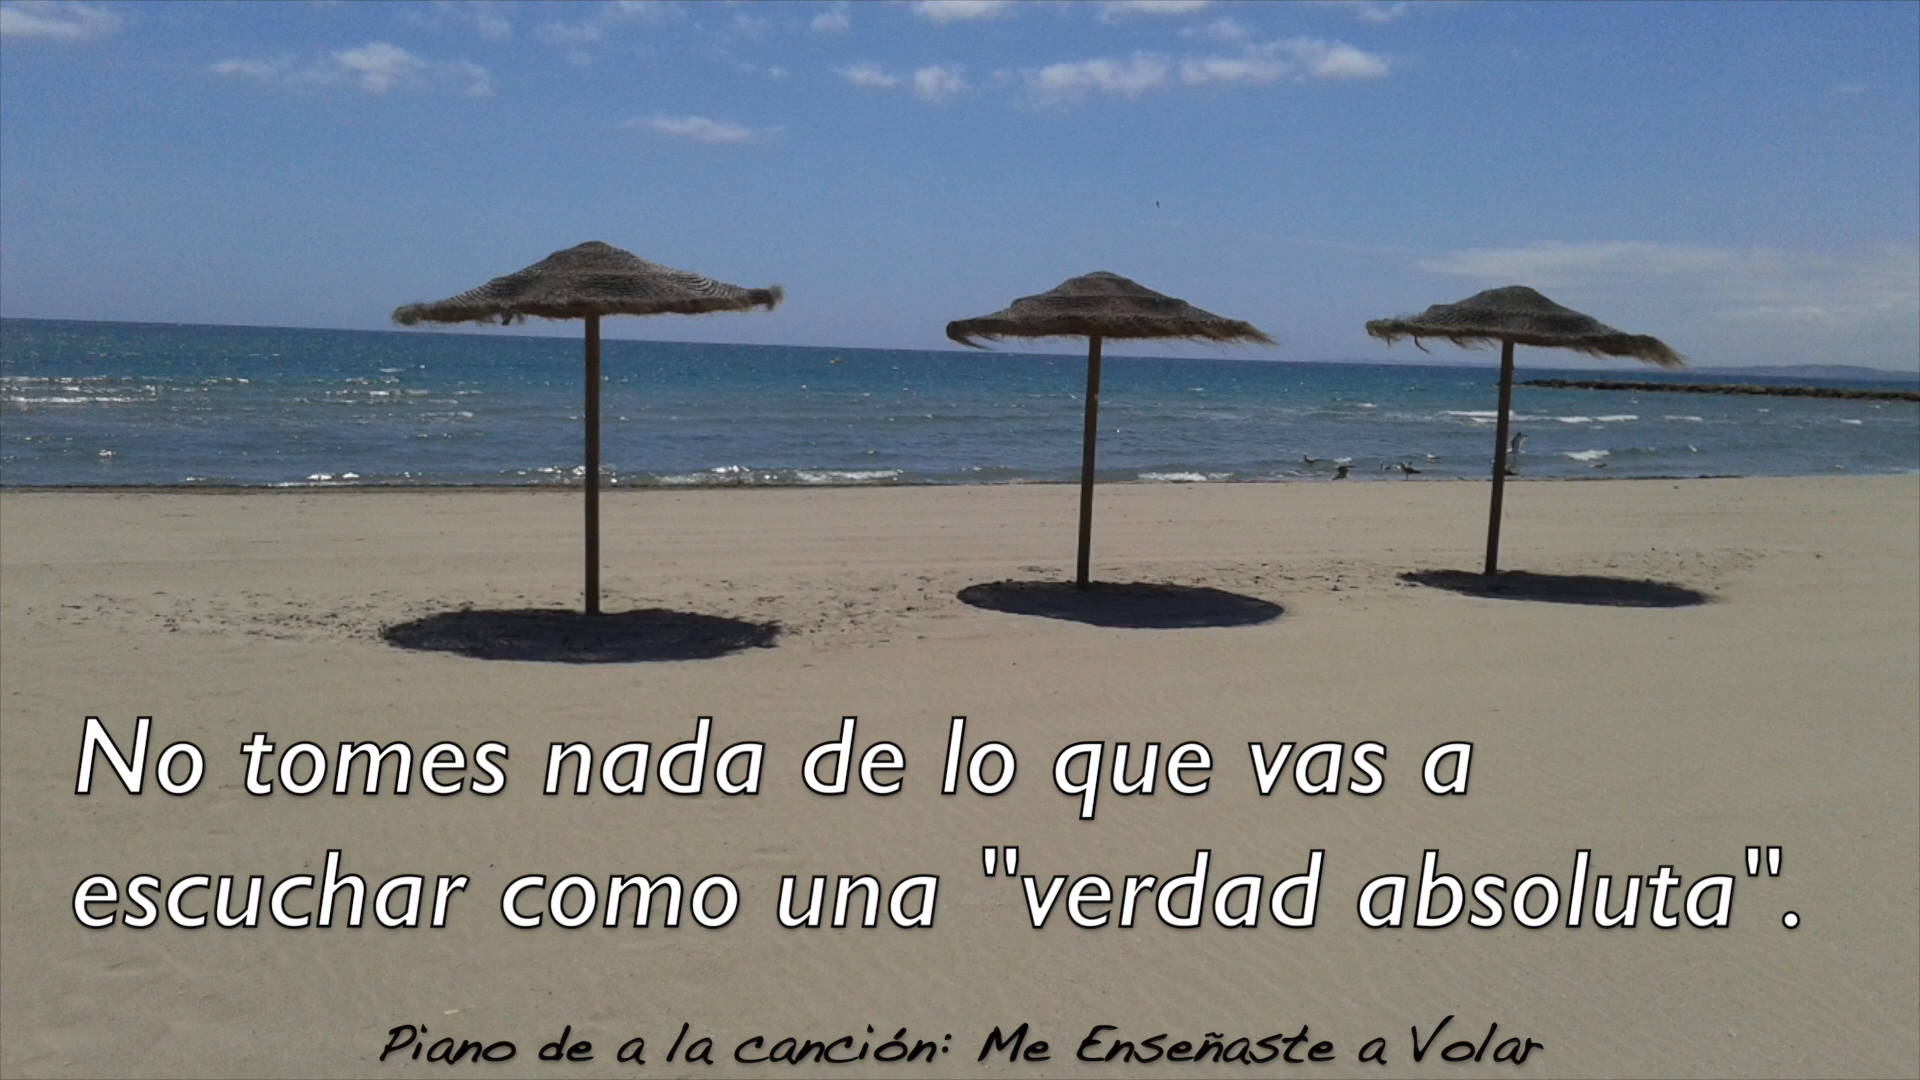 No tomes nada de lo que vas a
escuchar como una "verdad absoluta".
Piano de a la canción: Me Enseñaste a Volar